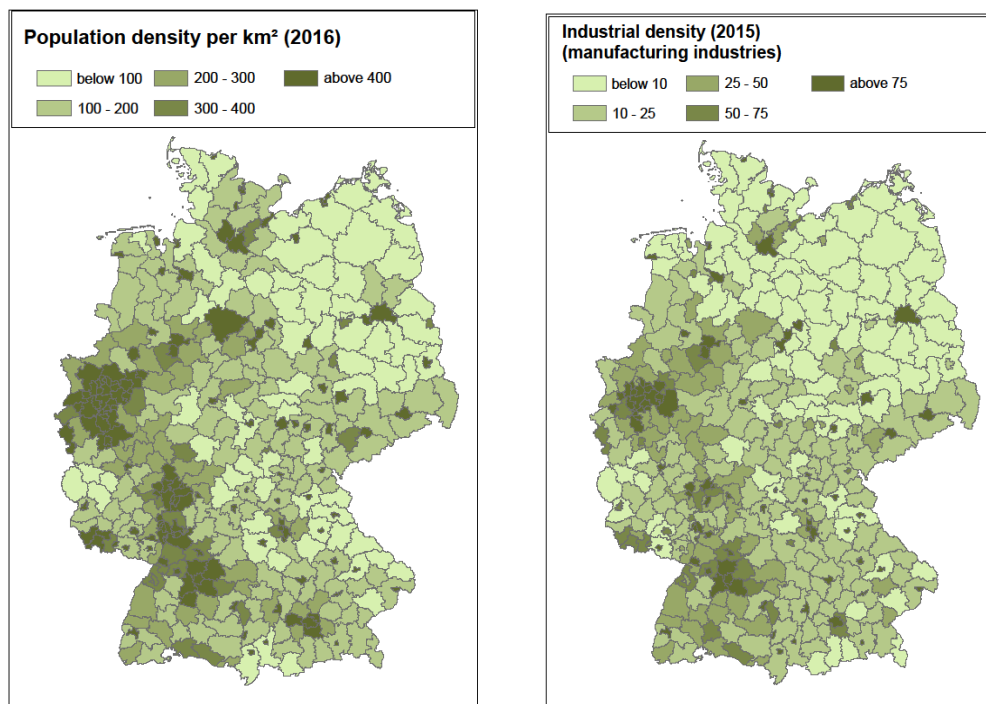 Population density per km² (2016)
below 100
200 - 300
above 400
100 - 200
300 - 400
Industrial density (2015)
(manufacturing industries)
below 10
25 - 50
above 75
10 - 25
50 - 75